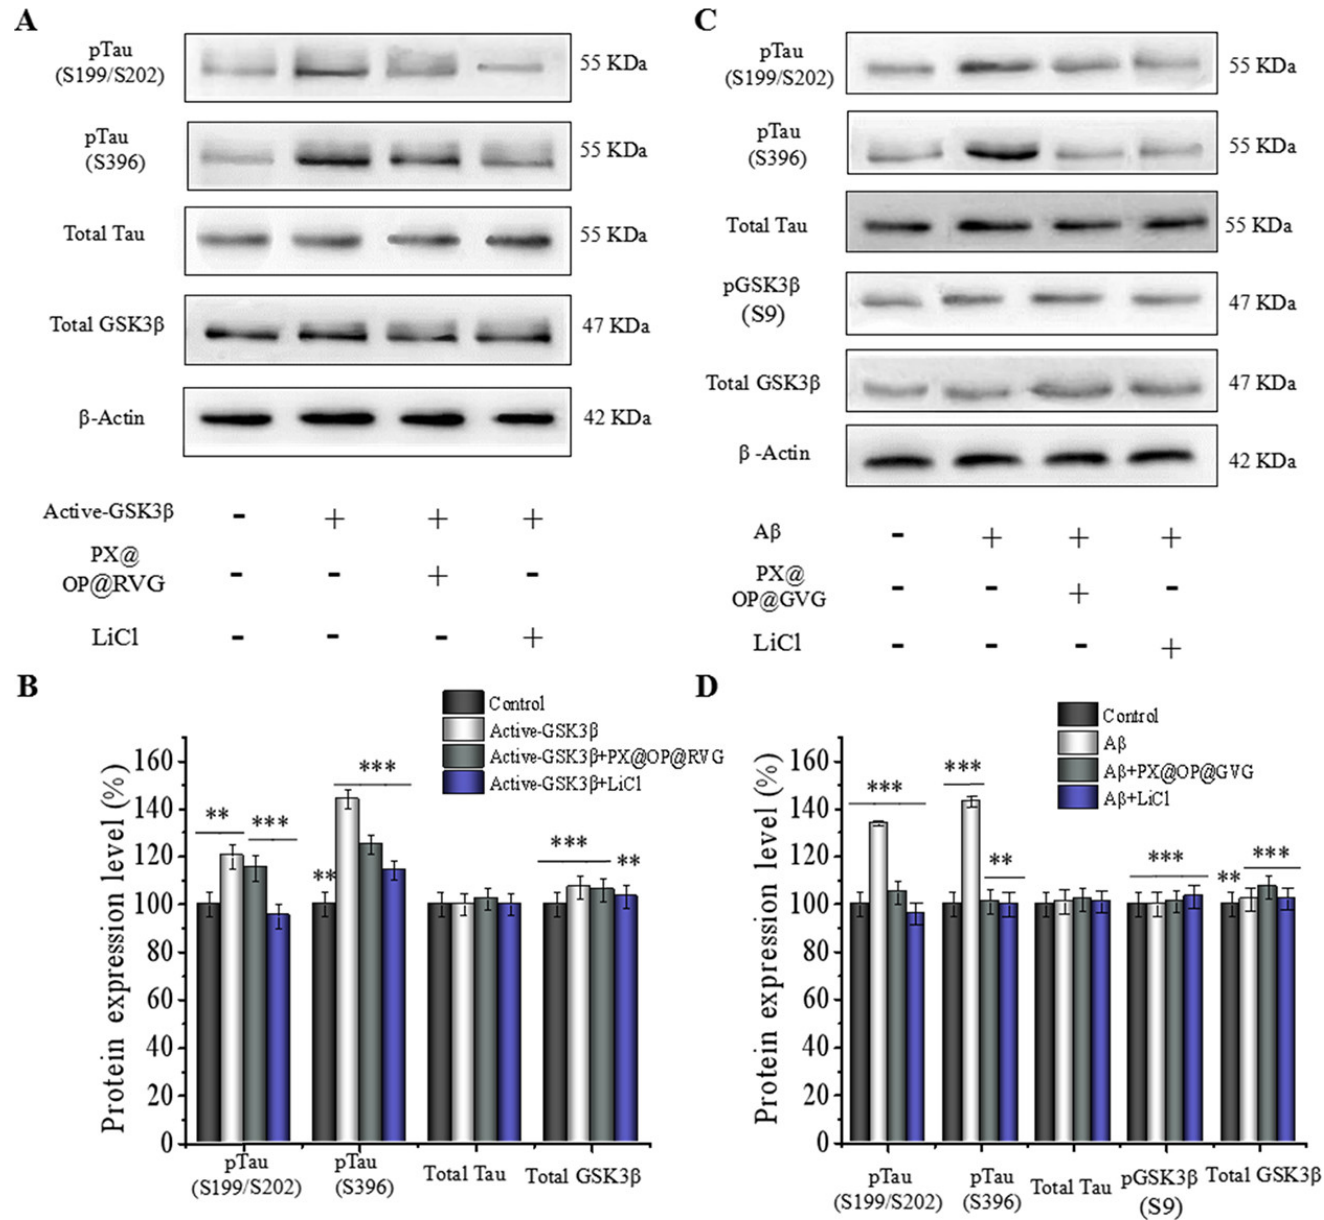 A
pTau
(S199/S202)
55 KDa
pTau
(S396)
55 KDa
Total Tau
55 KDa
Total GSK3β
47 KDa
β-Actin
42 KDa
Active-GSK3β - + + +
PX@
OP@RVG - - + -
LiCl - - - +
C
pTau
(S199/S202)
55 KDa
pTau
(S396)
55 KDa
Total Tau
55 KDa
pGSK3β
(S9)
47 KDa
Total GSK3β
47 KDa
β -Actin
42 KDa
Aβ - + + +
PX@
OP@GVG - - + -
LiCl - - - +
B
Control
Active-GSK3β
Active-GSK3β+PX@OP@RVG
Active-GSK3β+LiCl
Protein expression level (%)
160
140
120
100
80
60
40
20
0
** *** ** *** *** **
pTau
(S199/S202)
pTau
(S396)
Total Tau
Total GSK3β
D
Control
Aβ
Aβ+PX@OP@GVG
Aβ+LiCl
Protein expression level (%)
160
140
120
100
80
60
40
20
0
*** *** ** *** ** ***
pTau
(S199/S202)
pTau
(S396)
Total Tau
pGSK3β
(S9)
Total GSK3β